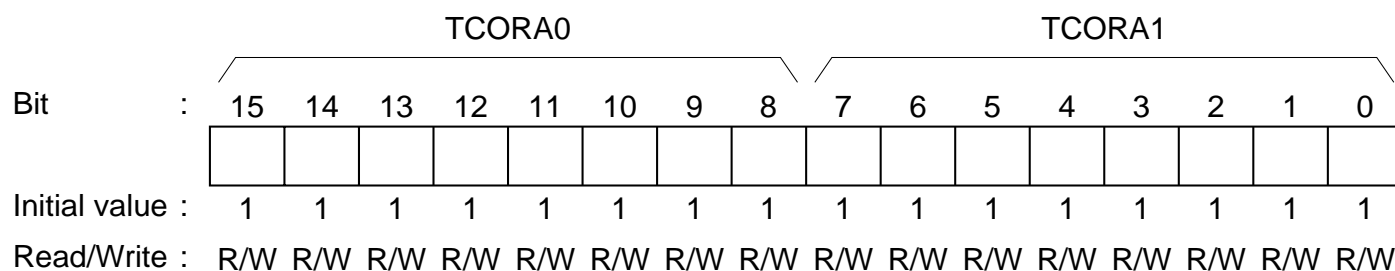 TCORA0 TCORA1
Bit : 15 14 13 12 11 10 9 8 7 6 5 4 3 2 1 0
Initial value : 1 1 1 1 1 1 1 1 1 1 1 1 1 1 1 1
Read/Write : R/W R/W R/W R/W R/W R/W R/W R/W R/W R/W R/W R/W R/W R/W R/W R/W